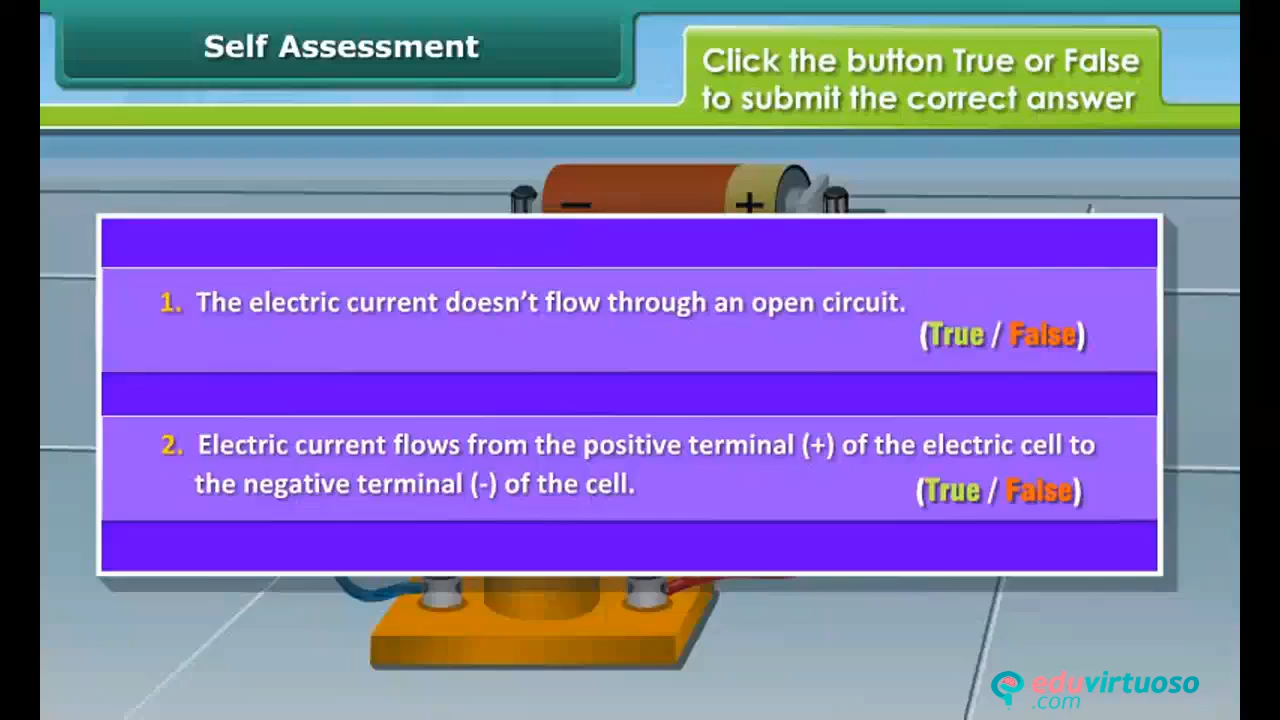 Self Assessment
Click the button True or False
to submit the correct answer
− +
1. The electric current doesn’t flow through an open circuit.
(True / False)
2. Electric current flows from the positive terminal (+) of the electric cell to
the negative terminal (-) of the cell.
(True / False)
eduvirtuoso
.com